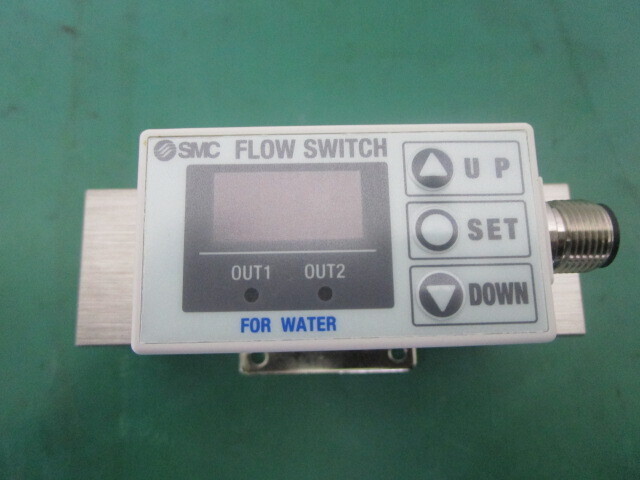 SMC FLOW SWITCH
UP
SET
DOWN
OUT1 OUT2
FOR WATER